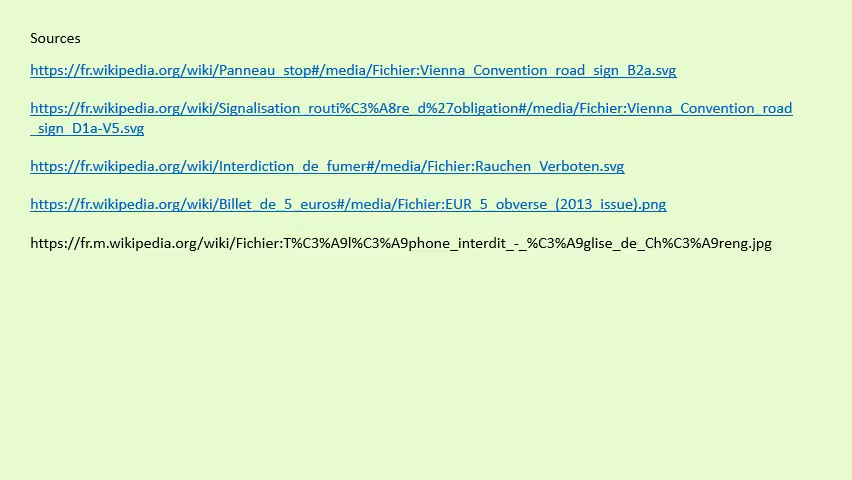 Sources
https://fr.wikipedia.org/wiki/Panneau_stop#/media/Fichier:Vienna_Convention_road_sign_B2a.svg
https://fr.wikipedia.org/wiki/Signalisation_routi%C3%A8re_d%27obligation#/media/Fichier:Vienna_Convention_road
_sign_D1a-V5.svg
https://fr.wikipedia.org/wiki/Interdiction_de_fumer#/media/Fichier:Rauchen_Verboten.svg
https://fr.wikipedia.org/wiki/Billet_de_5_euros#/media/Fichier:EUR_5_obverse_(2013_issue).png
https://fr.m.wikipedia.org/wiki/Fichier:T%C3%A9l%C3%A9phone_interdit_-_%C3%A9glise_de_Ch%C3%A9reng.jpg